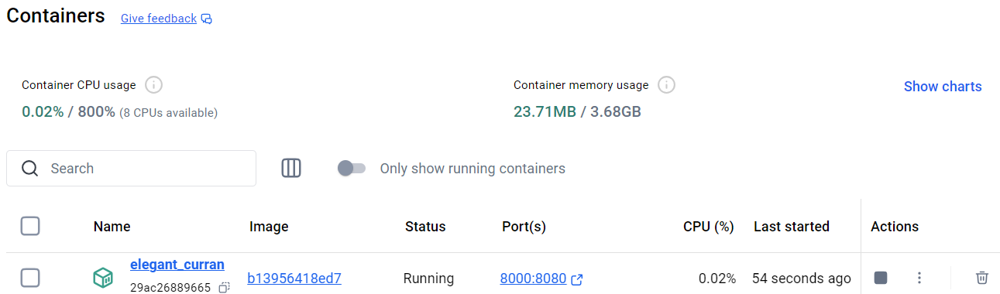 Containers Give feedback
Container CPU usage Container memory usage Show charts
0.02% / 800% (8 CPUs available) 23.71MB / 3.68GB
Search Only show running containers
Name Image Status Port(s) CPU (%) Last started Actions
elegant_curran
b13956418ed7 Running 8000:8080 0.02% 54 seconds ago
29ac26889665